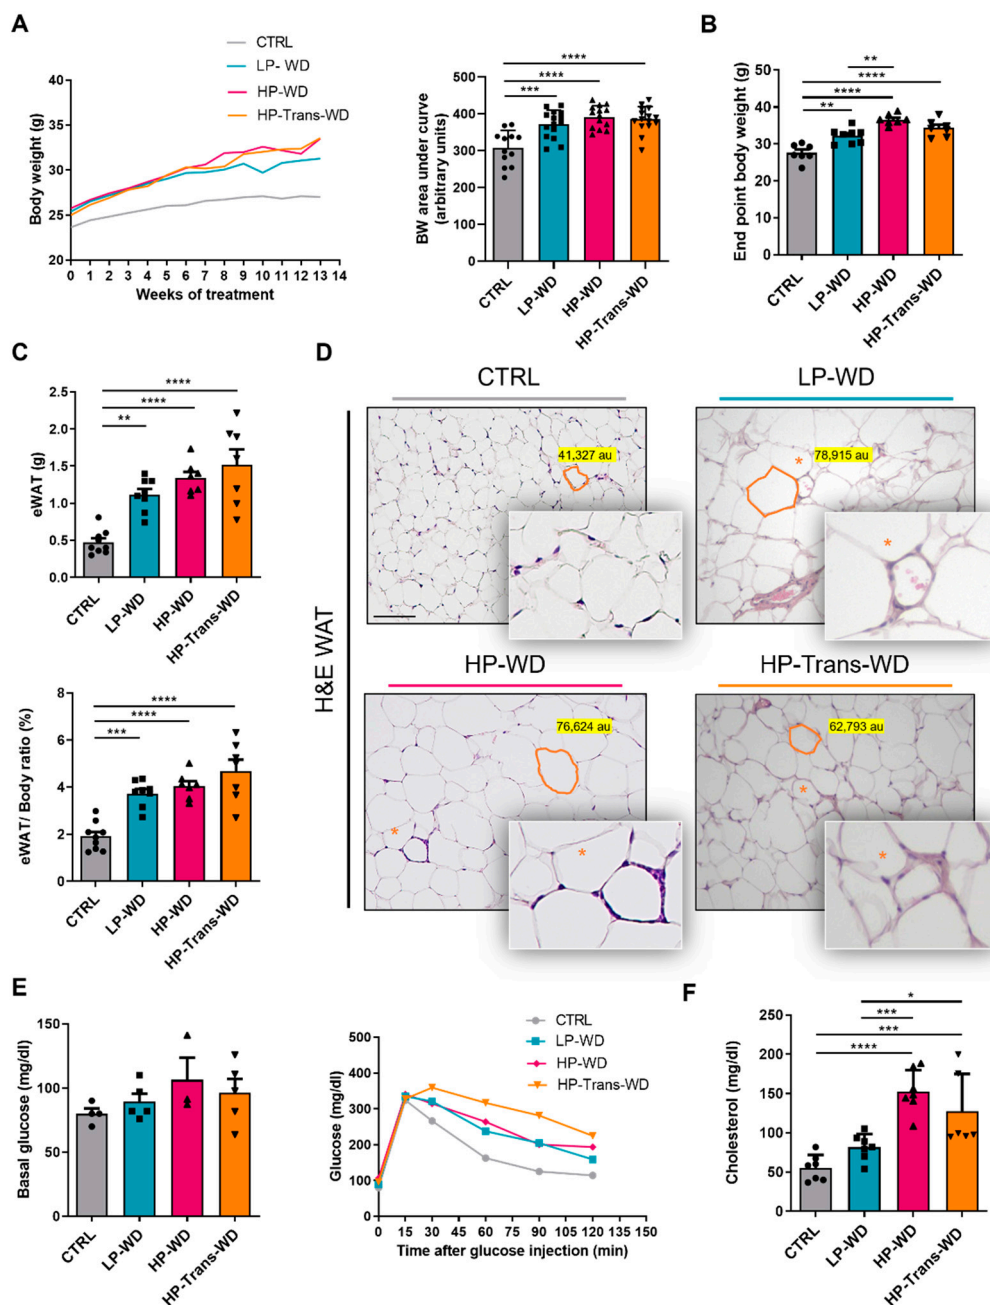 A
CTRL
LP- WD
HP-WD
HP-Trans-WD
Body weight (g)
40
35
30
25
20
0 1 2 3 4 5 6 7 8 9 10 11 12 13 14
Weeks of treatment
BW area under curve
(arbitrary units)
500
400
300
200
100
0
***
****
****
CTRL
LP-WD
HP-WD
HP-Trans-WD
B
End point body weight (g)
50
40
30
20
10
0
**
****
****
**
CTRL
LP-WD
HP-WD
HP-Trans-WD
C
eWAT (g)
2.5
2.0
1.5
1.0
0.5
0.0
****
****
**
CTRL
LP-WD
HP-WD
HP-Trans-WD
eWAT/ Body ratio (%)
8
6
4
2
0
****
****
***
CTRL
LP-WD
HP-WD
HP-Trans-WD
D
H&E WAT
CTRL
41,327 au
LP-WD
78,915 au
*
*
HP-WD
76,624 au
*
*
HP-Trans-WD
62,793 au
*
*
E
Basal glucose (mg/dl)
150
100
50
0
CTRL
LP-WD
HP-WD
HP-Trans-WD
CTRL
LP-WD
HP-WD
HP-Trans-WD
Glucose (mg/dl)
500
400
300
200
100
0
0 15 30 45 60 75 90 105 120 135 150
Time after glucose injection (min)
F
Cholesterol (mg/dl)
250
200
150
100
50
0
*
***
***
****
CTRL
LP-WD
HP-WD
HP-Trans-WD